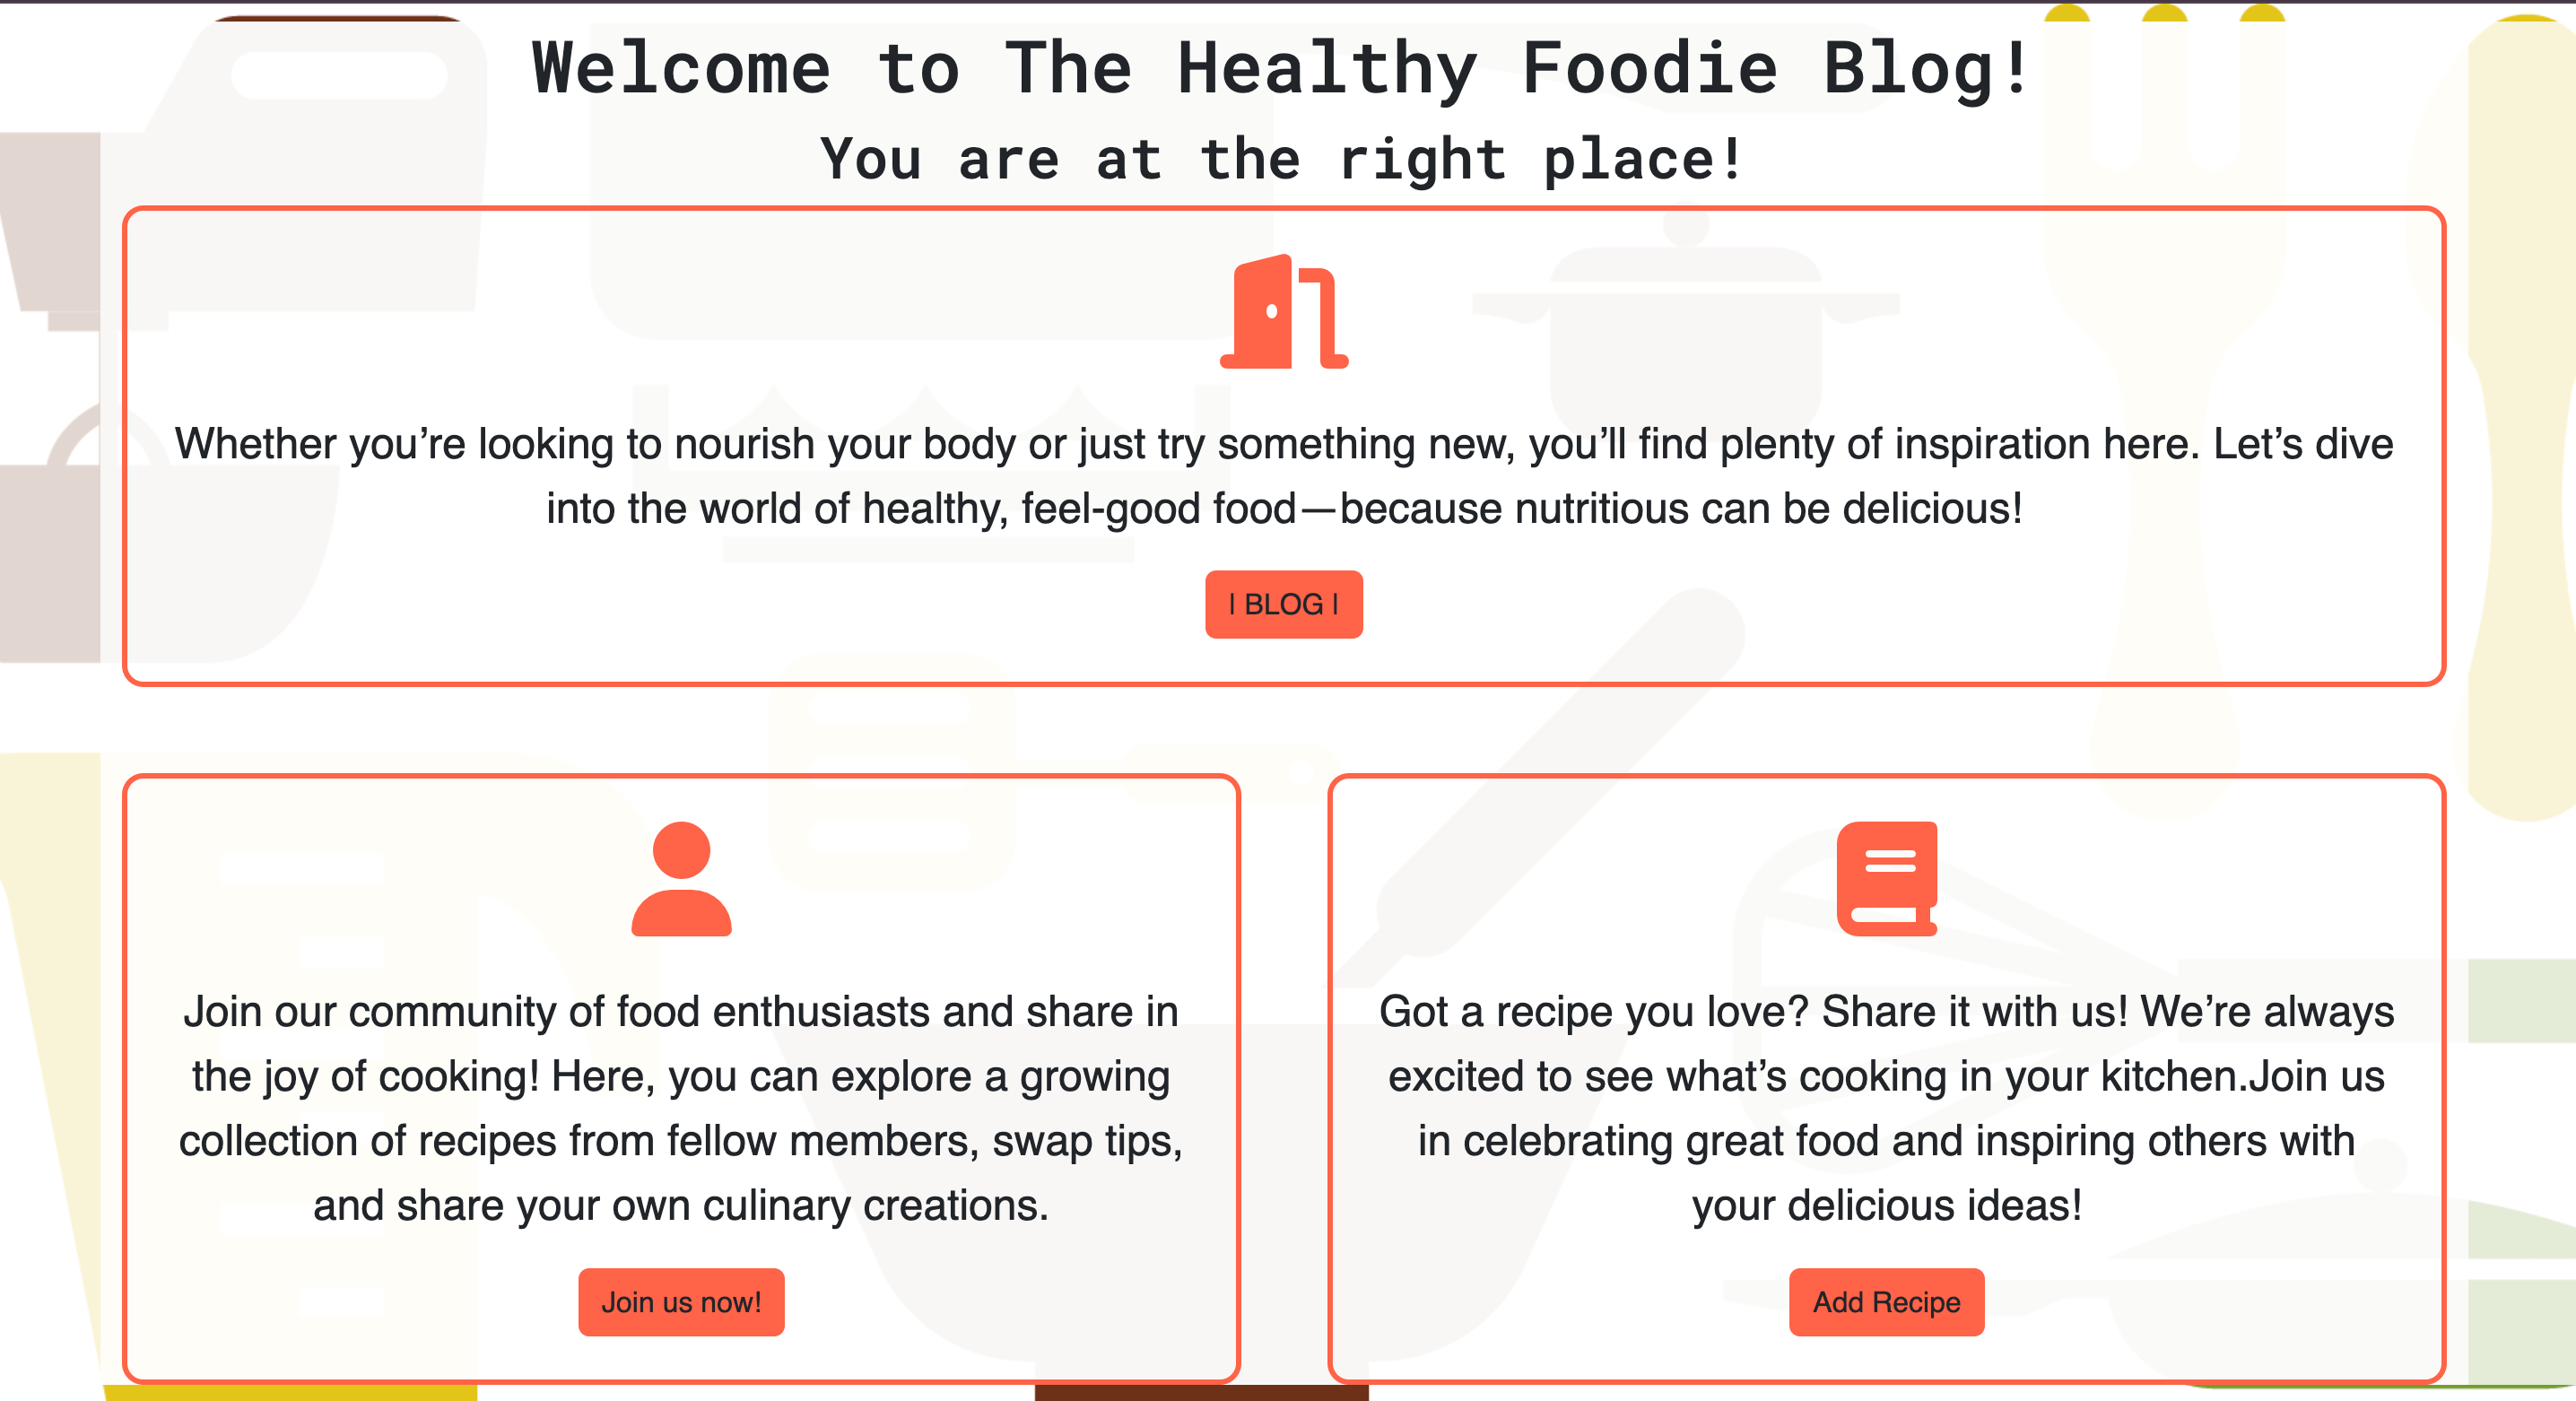 Welcome to The Healthy Foodie Blog!
You are at the right place!
Whether you’re looking to nourish your body or just try something new, you’ll find plenty of inspiration here. Let’s dive
into the world of healthy, feel-good food—because nutritious can be delicious!
| BLOG |
Join our community of food enthusiasts and share in
the joy of cooking! Here, you can explore a growing
collection of recipes from fellow members, swap tips,
and share your own culinary creations.
Join us now!
Got a recipe you love? Share it with us! We’re always
excited to see what’s cooking in your kitchen.Join us
in celebrating great food and inspiring others with
your delicious ideas!
Add Recipe